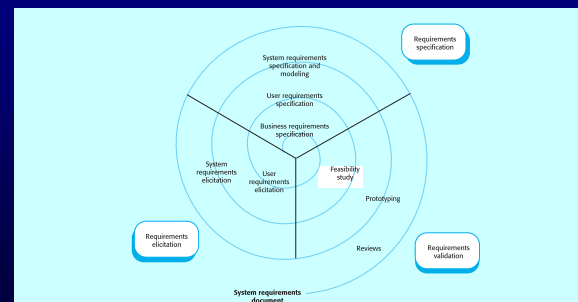 Requirements
specification
System requirements
specification and
modeling
User requirements
specification
Business requirements
specification
System
requirements
elicitation
User
requirements
elicitation
Feasibility
study
Prototyping
Requirements
elicitation
Reviews
Requirements
validation
System requirements
document